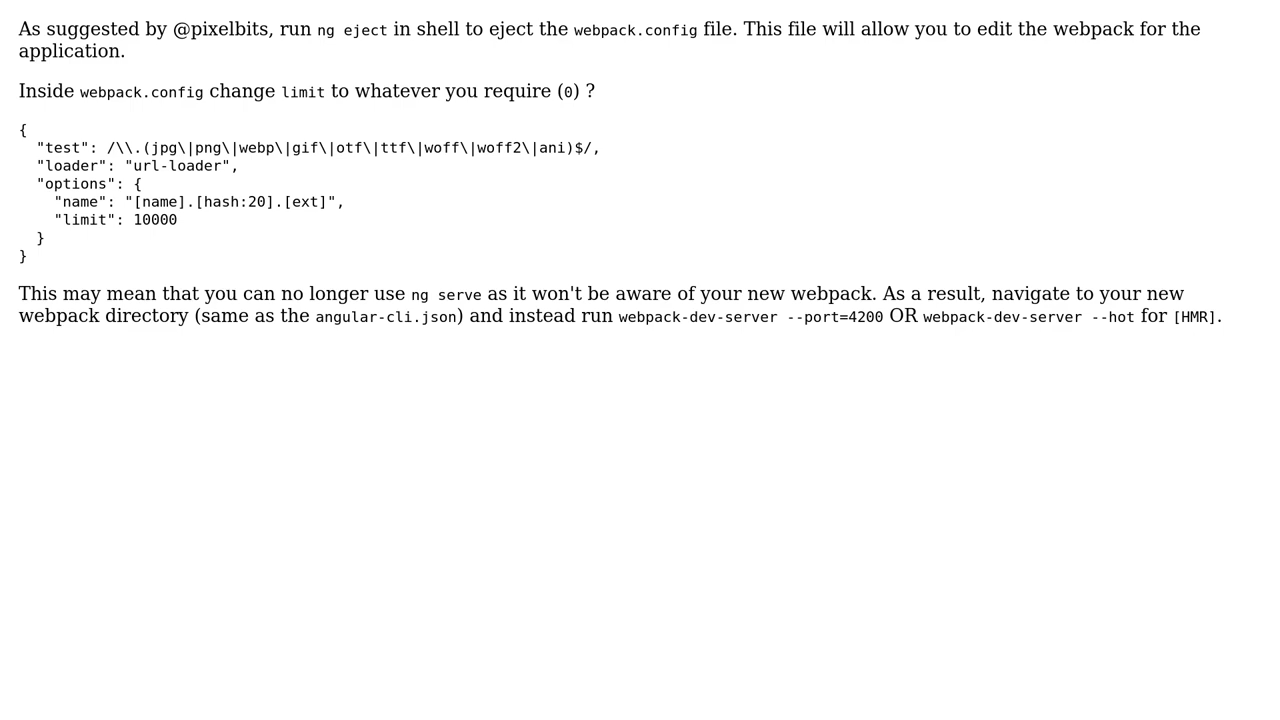 As suggested by @pixelbits, run ng eject in shell to eject the webpack.config file. This file will allow you to edit the webpack for the
application.
Inside webpack.config change limit to whatever you require (0) ?
{
  "test": /\\.(jpg\|png\|webp\|gif\|otf\|ttf\|woff\|woff2\|ani)$/,
  "loader": "url-loader",
  "options": {
    "name": "[name].[hash:20].[ext]",
    "limit": 10000
  }
}
This may mean that you can no longer use ng serve as it won't be aware of your new webpack. As a result, navigate to your new
webpack directory (same as the angular-cli.json) and instead run webpack-dev-server --port=4200 OR webpack-dev-server --hot for [HMR].